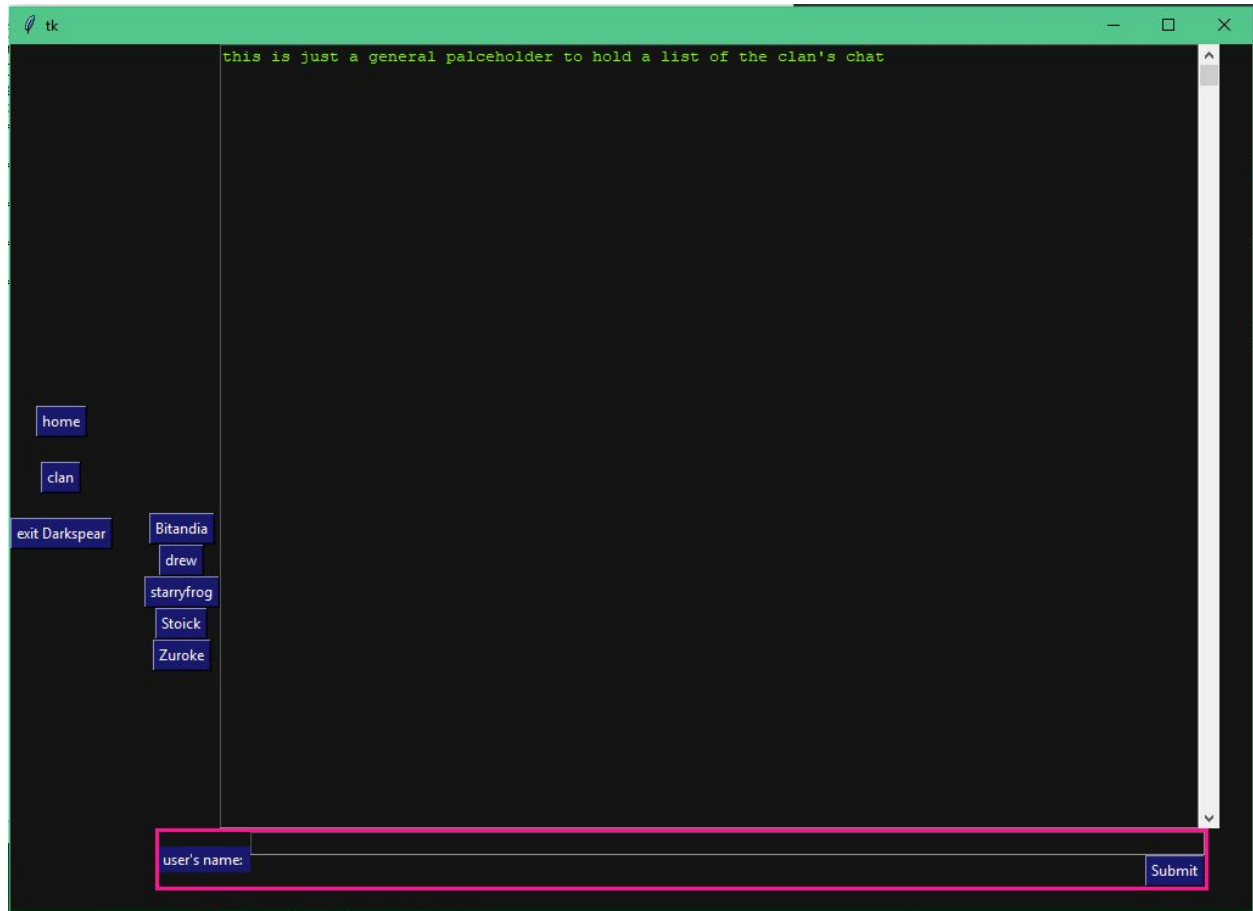 tk
this is just a general palceholder to hold a list of the clan's chat
home
clan
exit Darkspear
Bitandia
drew
starryfrog
Stoick
Zuroke
user's name:
Submit